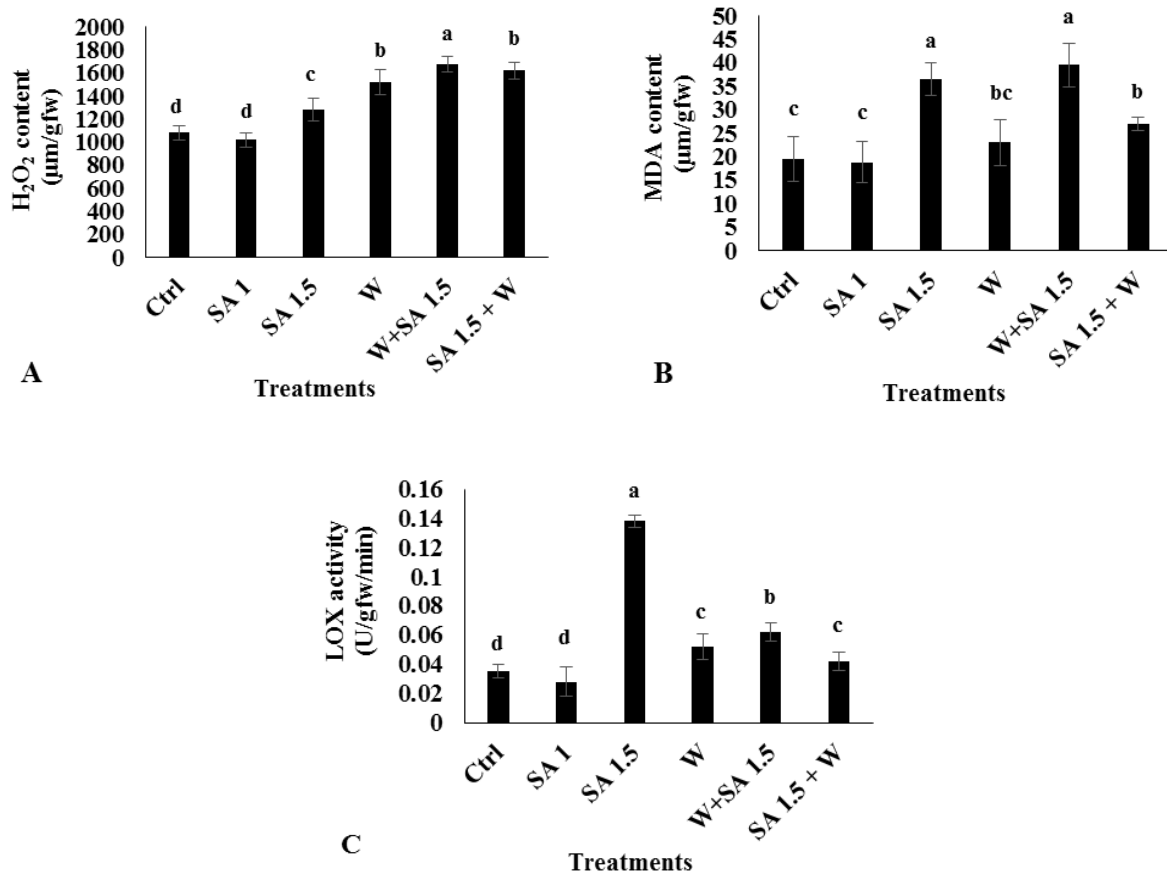 H₂O₂ content
(µm/gfw)
2000
1800
1600
1400
1200
1000
800
600
400
200
0
d
d
c
b
a
b
Ctrl
SA 1
SA 1.5
W
W+SA 1.5
SA 1.5 + W
A
Treatments
MDA content
(µm/gfw)
50
45
40
35
30
25
20
15
10
5
0
c
c
a
bc
a
b
Ctrl
SA 1
SA 1.5
W
W+SA 1.5
SA 1.5 + W
B
Treatments
LOX activity
(U/gfw/min)
0.16
0.14
0.12
0.1
0.08
0.06
0.04
0.02
0
d
d
a
c
b
c
Ctrl
SA 1
SA 1.5
W
W+SA 1.5
SA 1.5 + W
C
Treatments